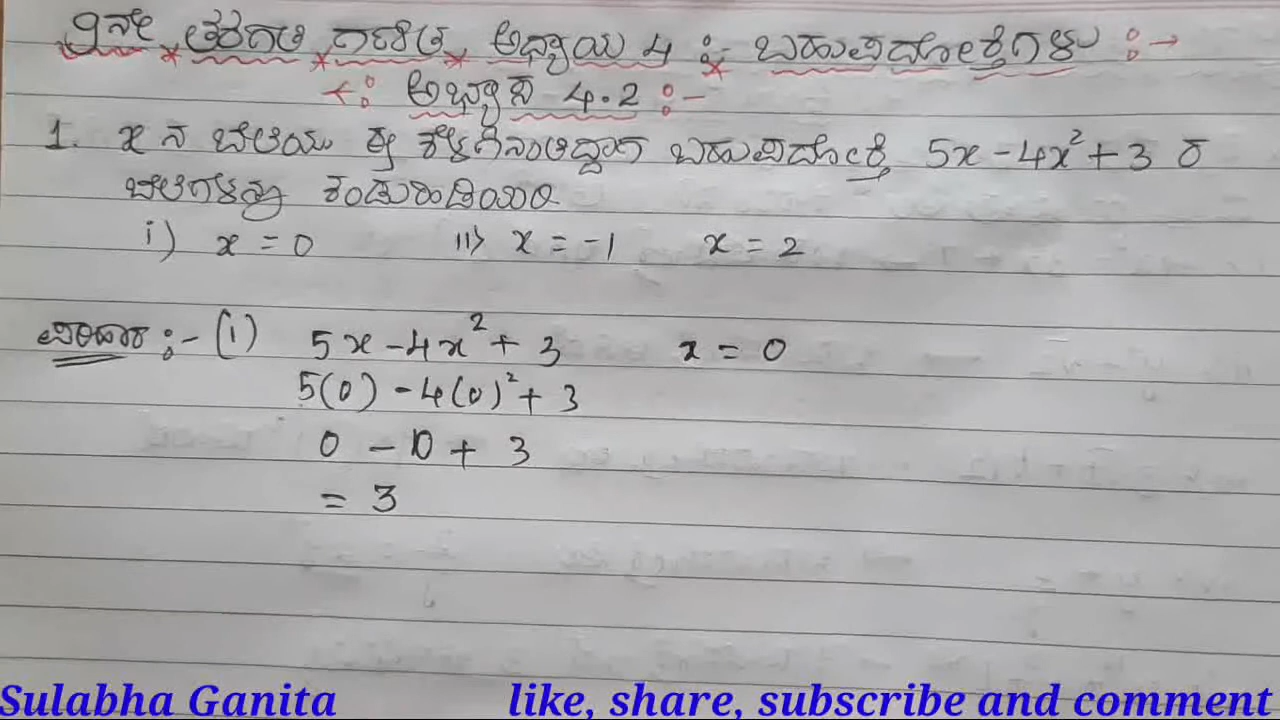 9ನೇ ತರಗತಿ ಗಣಿತ ಅಧ್ಯಾಯ 4 :- ಬಹುಪದೋಕ್ತಿಗಳು :→
←: ಅಭ್ಯಾಸ 4.2 :-
1. x ನ ಬೆಲೆಯು ಈ ಕೆಳಗಿನಂತಿದ್ದಾಗ ಬಹುಪದೋಕ್ತಿ 5x - 4x² + 3 ರ
ಬೆಲೆಗಳನ್ನು ಕಂಡುಹಿಡಿಯಿರಿ
i) x = 0 ii) x = -1 x = 2
ಪರಿಹಾರ :- (i) 5x - 4x² + 3 x = 0
5(0) - 4(0)² + 3
0 - 0 + 3
= 3
Sulabha Ganita like, share, subscribe and comment